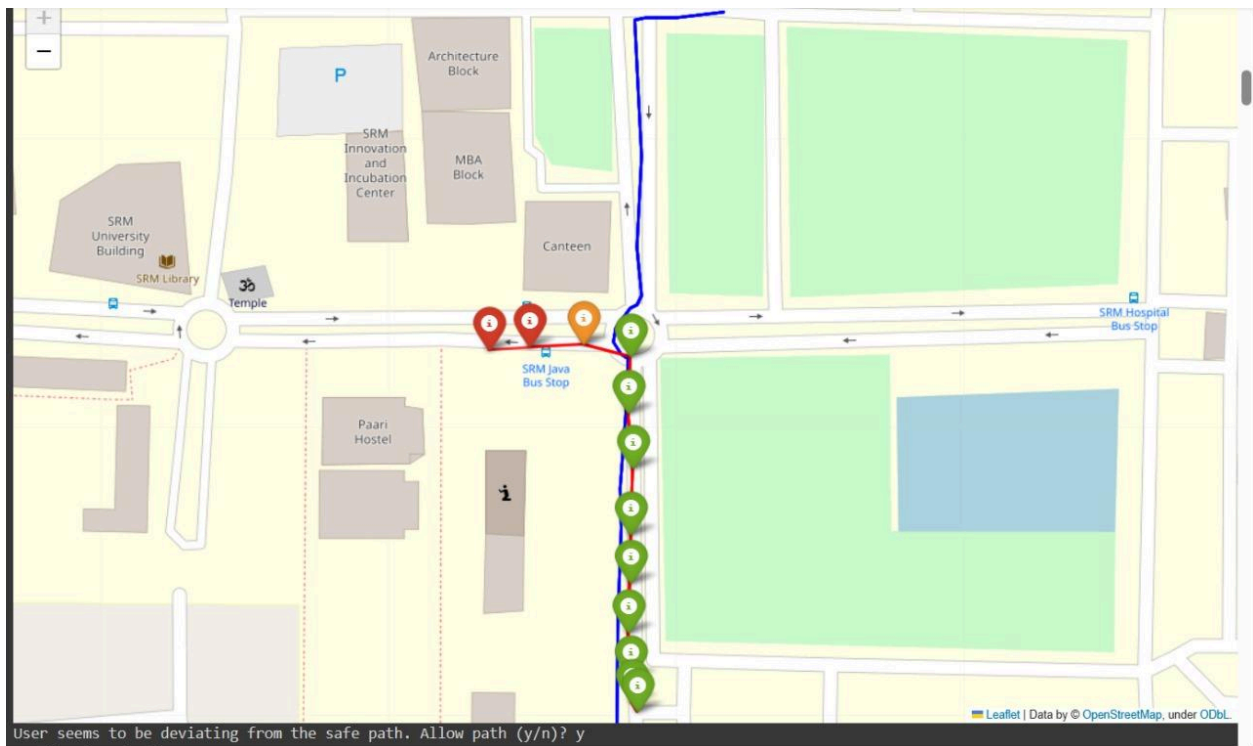 +
−
P
Architecture
Block
SRM
Innovation
and
Incubation
Center
MBA
Block
SRM
University
Building
SRM Library
Canteen
ॐ
Temple
SRM Hospital
Bus Stop
SRM Java
Bus Stop
Paari
Hostel
Leaflet | Data by © OpenStreetMap, under ODbL.
User seems to be deviating from the safe path. Allow path (y/n)? y